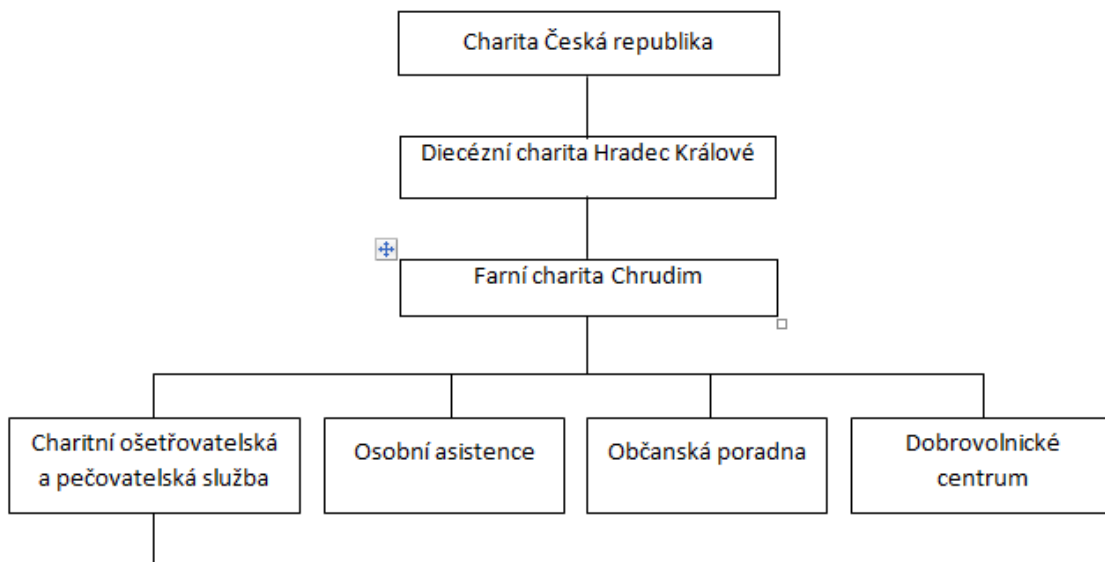 Charita Česká republika
Diecézní charita Hradec Králové
Farní charita Chrudim
Charitní ošetřovatelská
a pečovatelská služba
Osobní asistence
Občanská poradna
Dobrovolnické
centrum